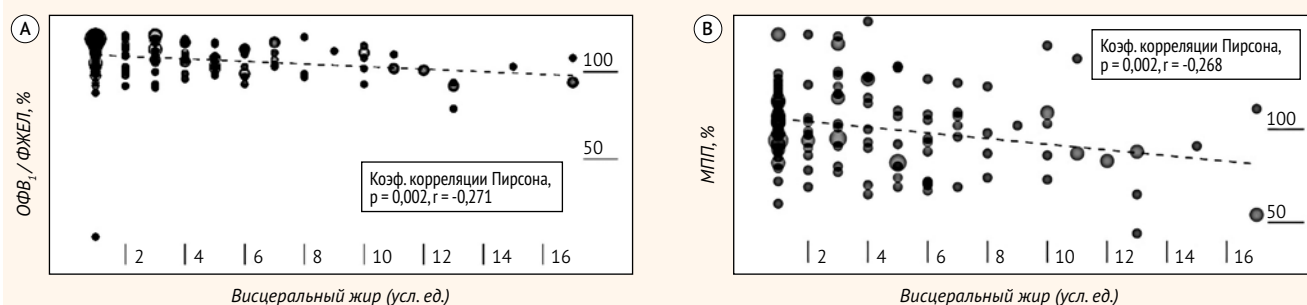 A
ОФВ₁ / ФЖЕЛ, %
100
50
Коэф. корреляции Пирсона,
p = 0,002, r = -0,271
2 4 6 8 10 12 14 16
Висцеральный жир (усл. ед.)
B
МПП, %
Коэф. корреляции Пирсона,
p = 0,002, r = -0,268
100
50
2 4 6 8 10 12 14 16
Висцеральный жир (усл. ед.)